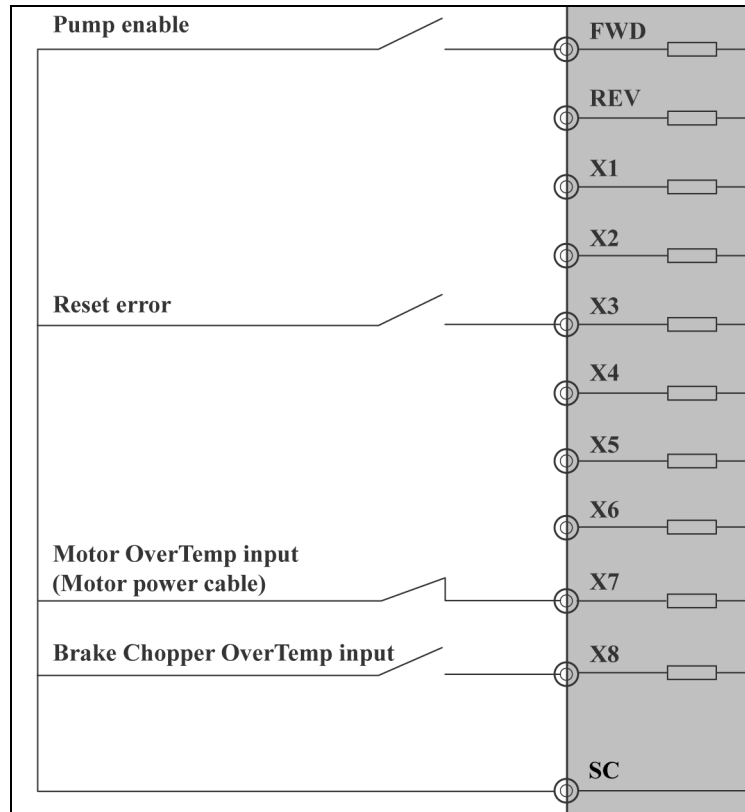 Pump enable
FWD
REV
X1
X2
Reset error
X3
X4
X5
X6
Motor OverTemp input
(Motor power cable)
X7
Brake Chopper OverTemp input
X8
SC